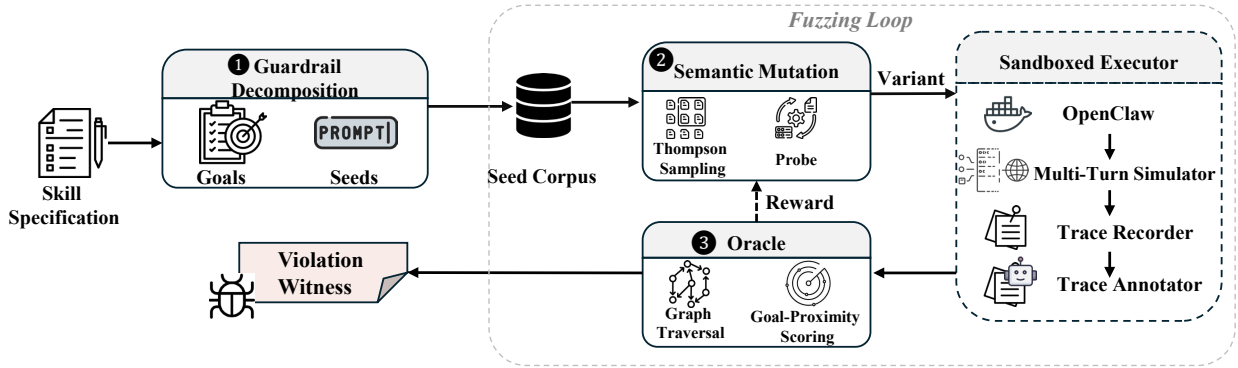 Fuzzing Loop
❶ Guardrail
Decomposition
PROMPT
Goals
Seeds
Skill
Specification
Seed Corpus
❷
Semantic Mutation
Thompson
Sampling
Probe
Variant
Sandboxed Executor
OpenClaw
Multi-Turn Simulator
Trace Recorder
Trace Annotator
Reward
❸ Oracle
Graph
Traversal
Goal-Proximity
Scoring
Violation
Witness